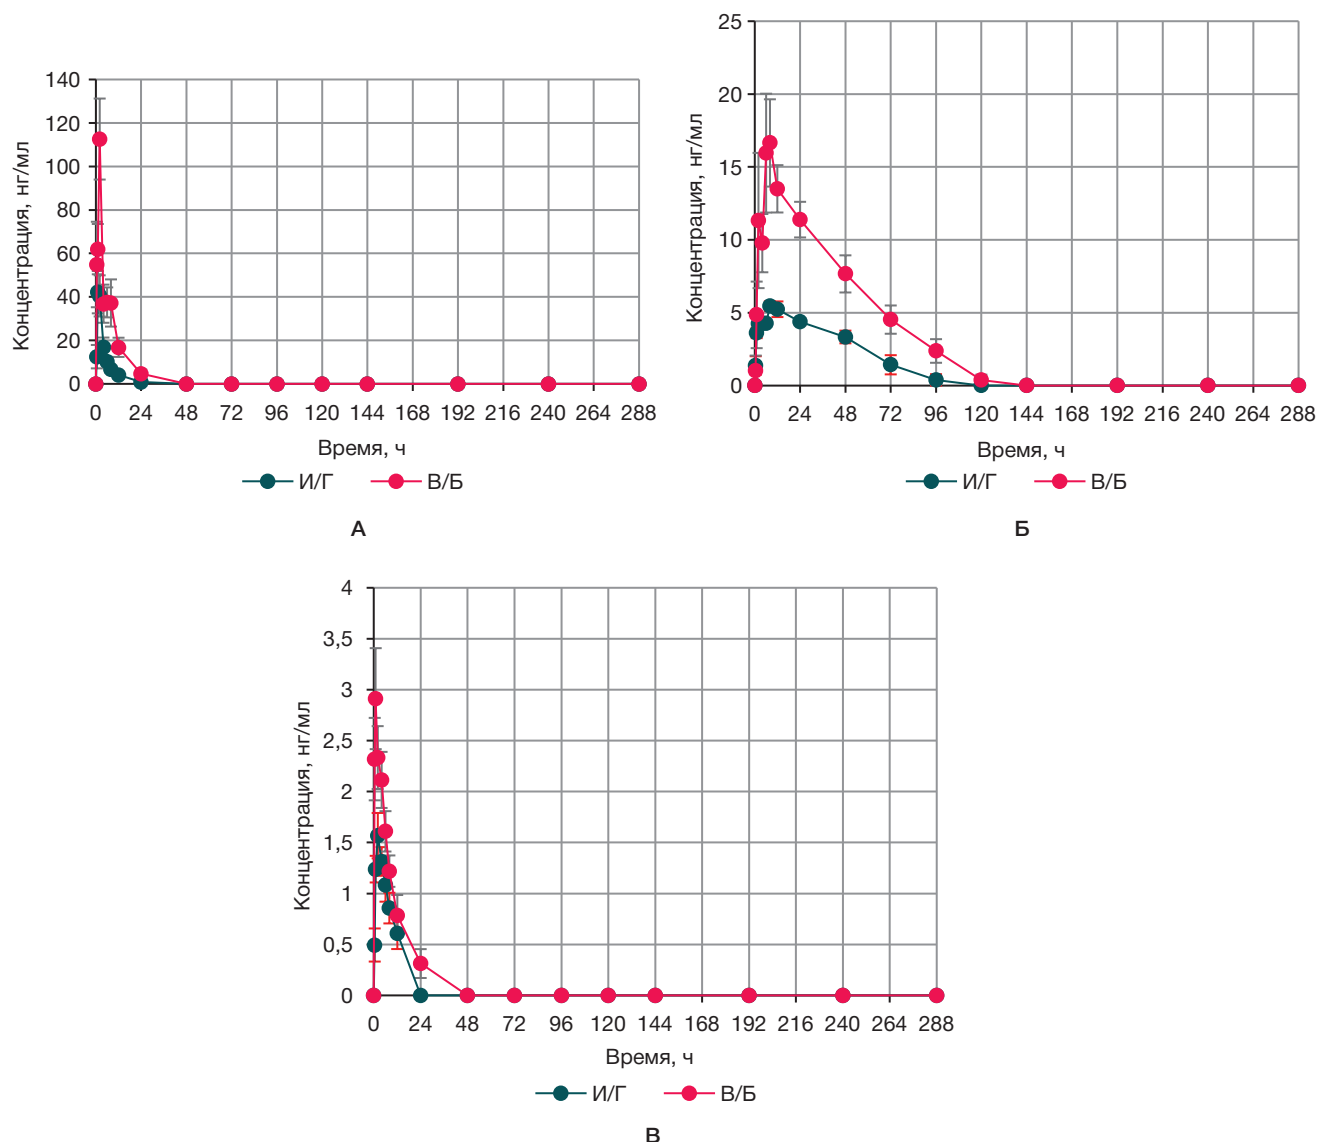 Концентрация, нг/мл
140
120
100
80
60
40
20
0
0 24 48 72 96 120 144 168 192 216 240 264 288
Время, ч
И/Г В/Б
А
Концентрация, нг/мл
25
20
15
10
5
0
0 24 48 72 96 120 144 168 192 216 240 264 288
Время, ч
И/Г В/Б
Б
Концентрация, нг/мл
4
3,5
3
2,5
2
1,5
1
0,5
0
0 24 48 72 96 120 144 168 192 216 240 264 288
Время, ч
И/Г В/Б
В